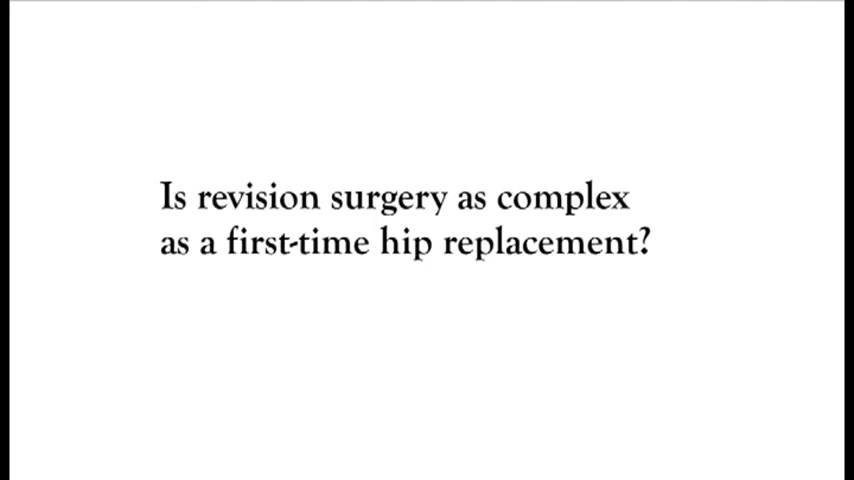 Is revision surgery as complex
as a first-time hip replacement?